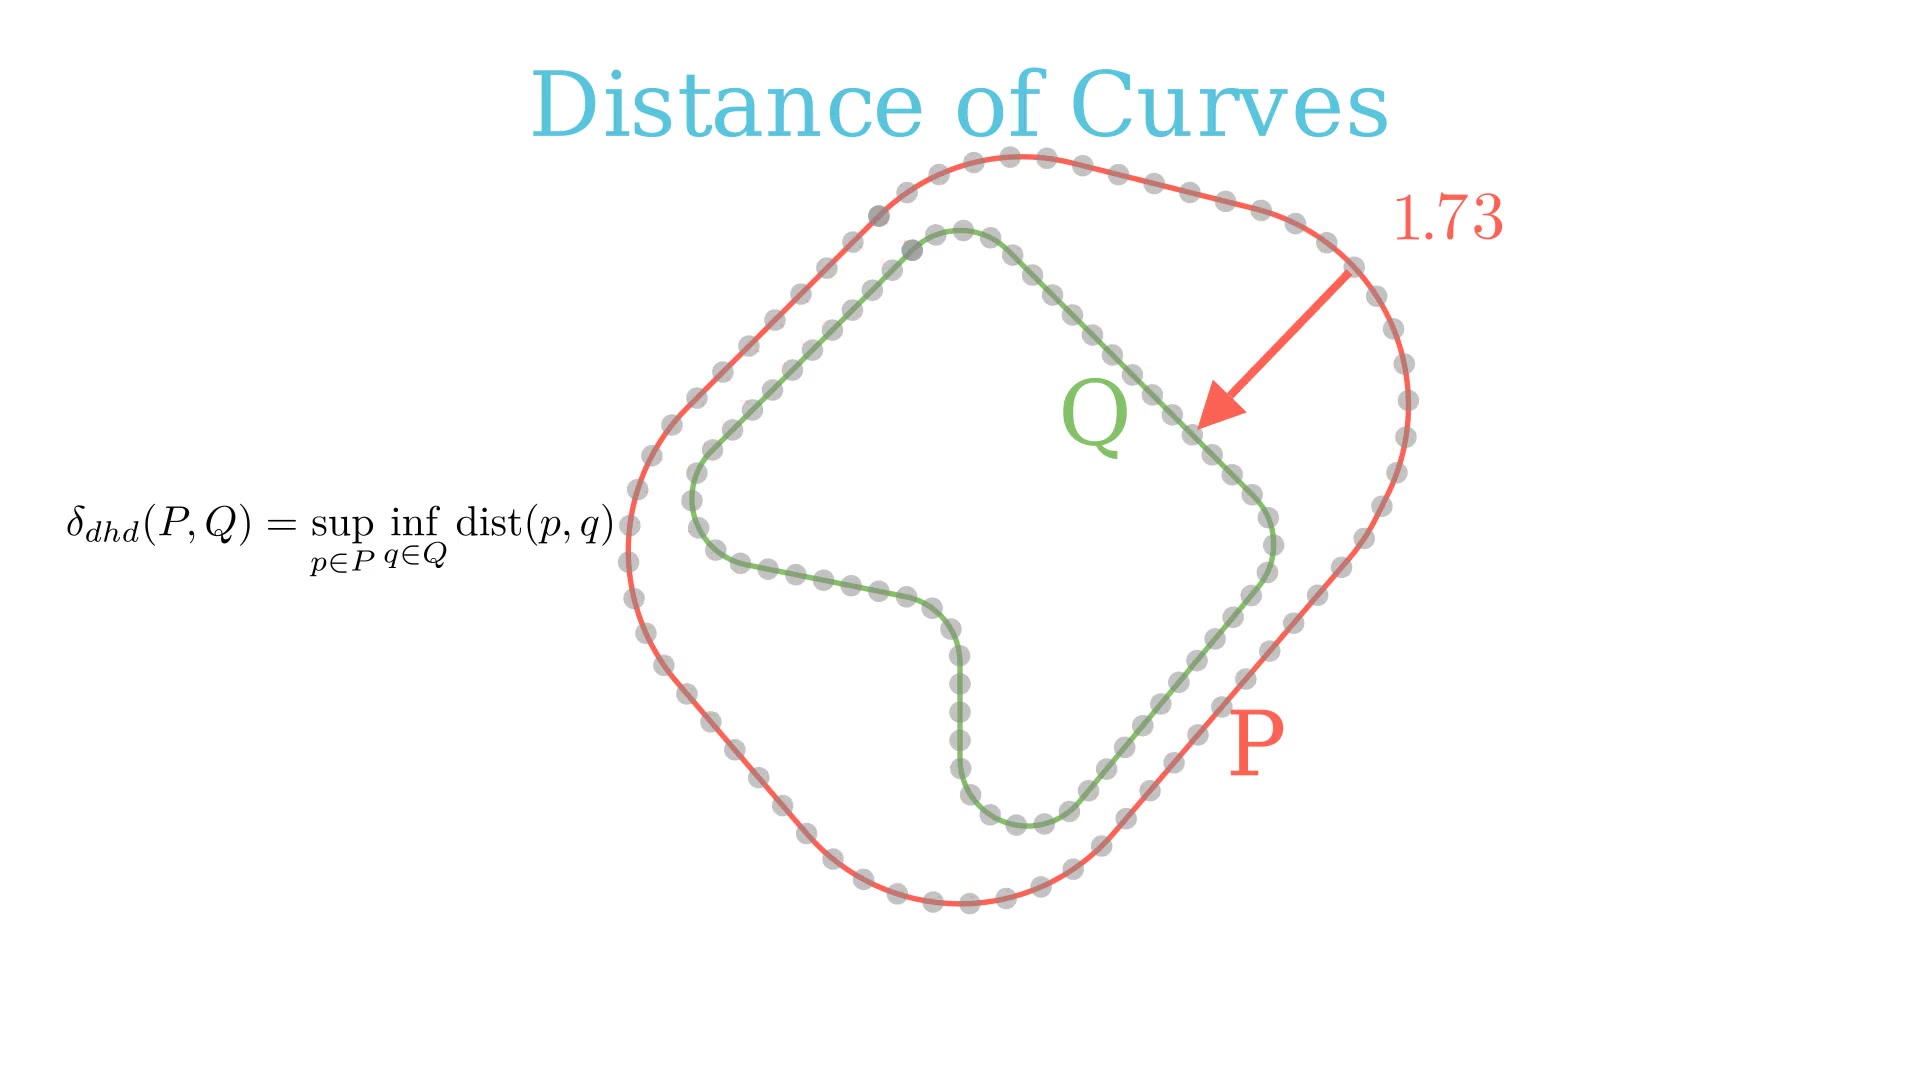 Distance of Curves
1.73
Q
δ_{dhd}(P, Q) = sup_{p∈P} inf_{q∈Q} dist(p, q)
P